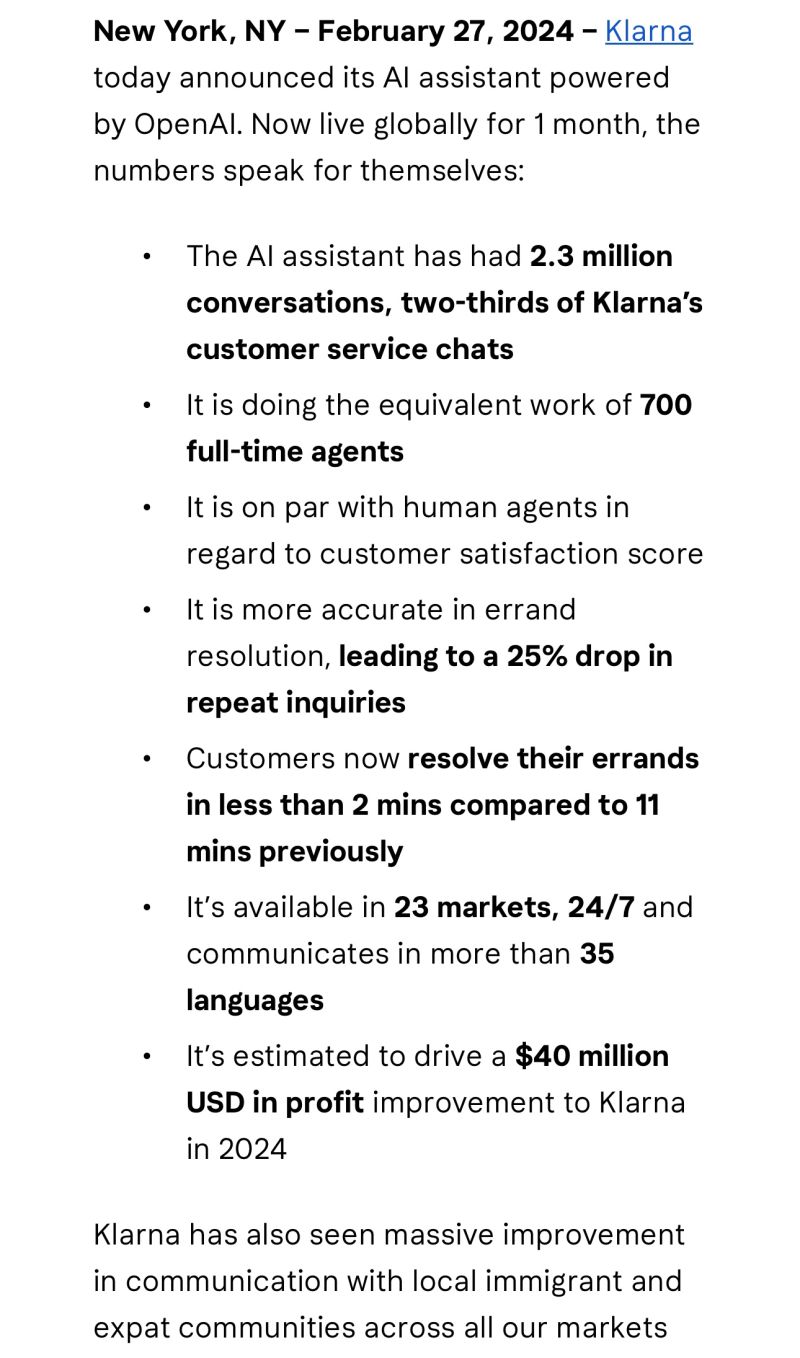 New York, NY – February 27, 2024 – Klarna
today announced its AI assistant powered
by OpenAI. Now live globally for 1 month, the
numbers speak for themselves:
• The AI assistant has had 2.3 million
conversations, two-thirds of Klarna’s
customer service chats
• It is doing the equivalent work of 700
full-time agents
• It is on par with human agents in
regard to customer satisfaction score
• It is more accurate in errand
resolution, leading to a 25% drop in
repeat inquiries
• Customers now resolve their errands
in less than 2 mins compared to 11
mins previously
• It’s available in 23 markets, 24/7 and
communicates in more than 35
languages
• It’s estimated to drive a $40 million
USD in profit improvement to Klarna
in 2024
Klarna has also seen massive improvement
in communication with local immigrant and
expat communities across all our markets